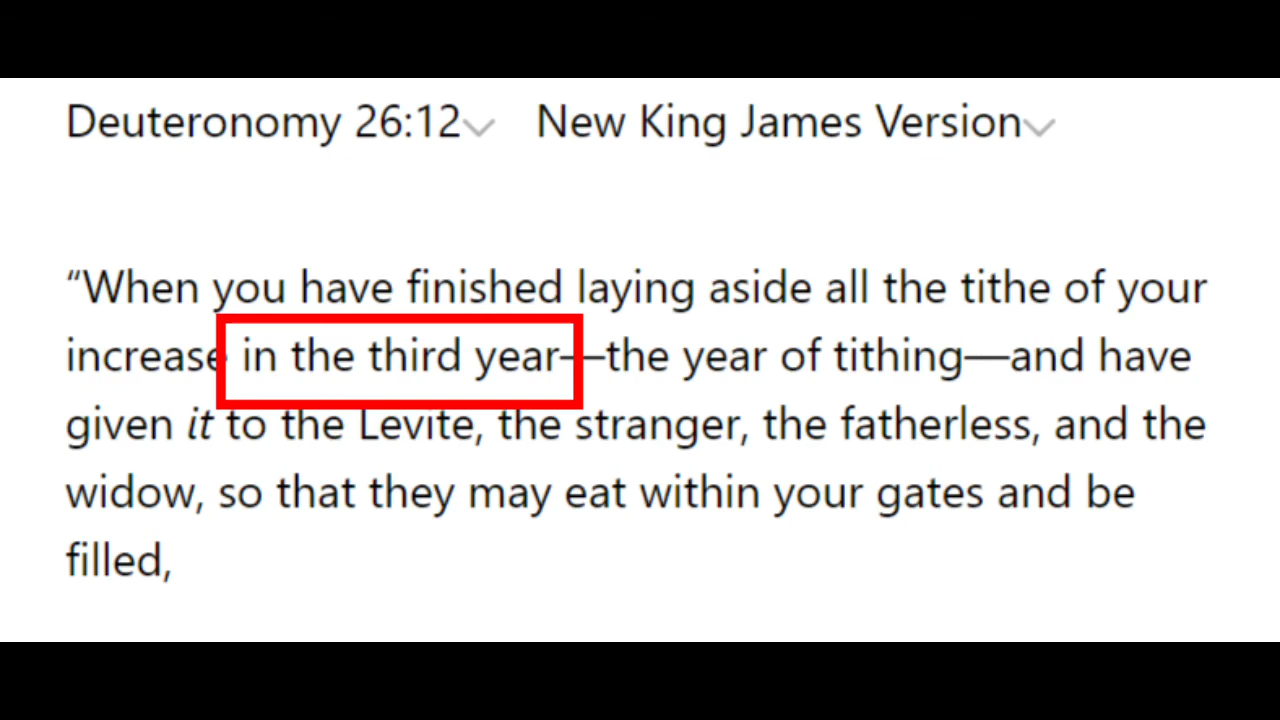 Deuteronomy 26:12 New King James Version
“When you have finished laying aside all the tithe of your
increase in the third year—the year of tithing—and have
given it to the Levite, the stranger, the fatherless, and the
widow, so that they may eat within your gates and be
filled,